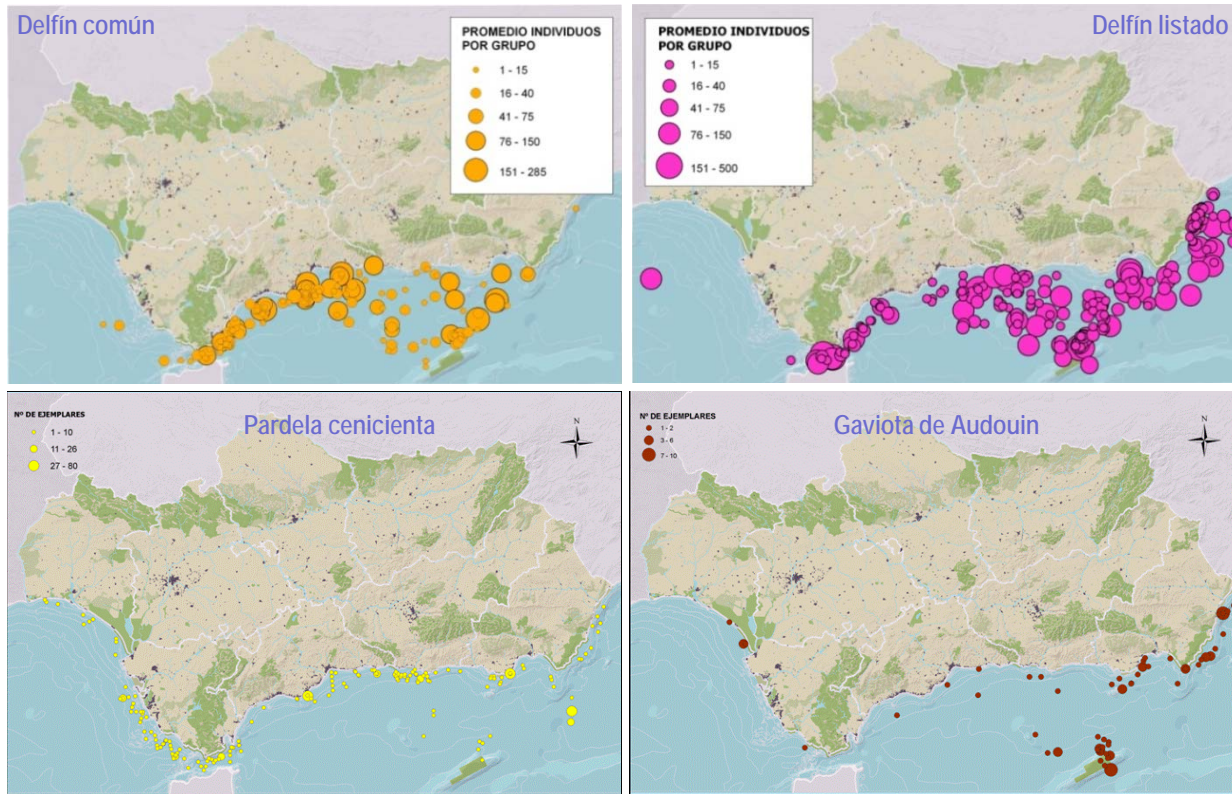 Delfín común
PROMEDIO INDIVIDUOS
POR GRUPO
1 - 15
16 - 40
41 - 75
76 - 150
151 - 285
Delfín listado
PROMEDIO INDIVIDUOS
POR GRUPO
1 - 15
16 - 40
41 - 75
76 - 150
151 - 500
Nº DE EJEMPLARES
1 - 10
11 - 26
27 - 80
Pardela cenicienta
N
Nº DE EJEMPLARES
1 - 2
3 - 6
7 - 10
Gaviota de Audouin
N